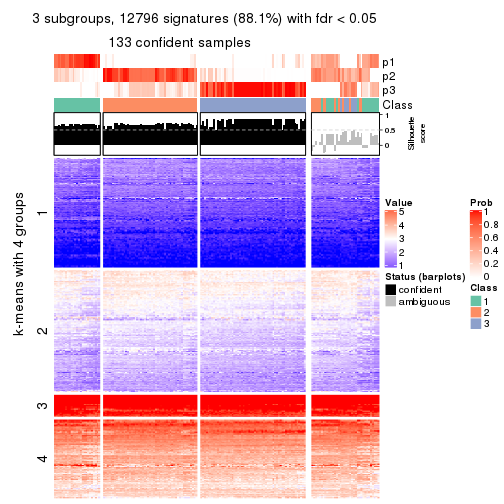 3 subgroups, 12796 signatures (88.1%) with fdr < 0.05
133 confident samples
p1
p2
p3
Class
1
0.5
0
Silhouette
score
k-means with 4 groups
1
2
3
4
Value
5
4
3
2
1
Status (barplots)
confident
ambiguous
Prob
1
0.8
0.6
0.4
0.2
0
Class
1
2
3